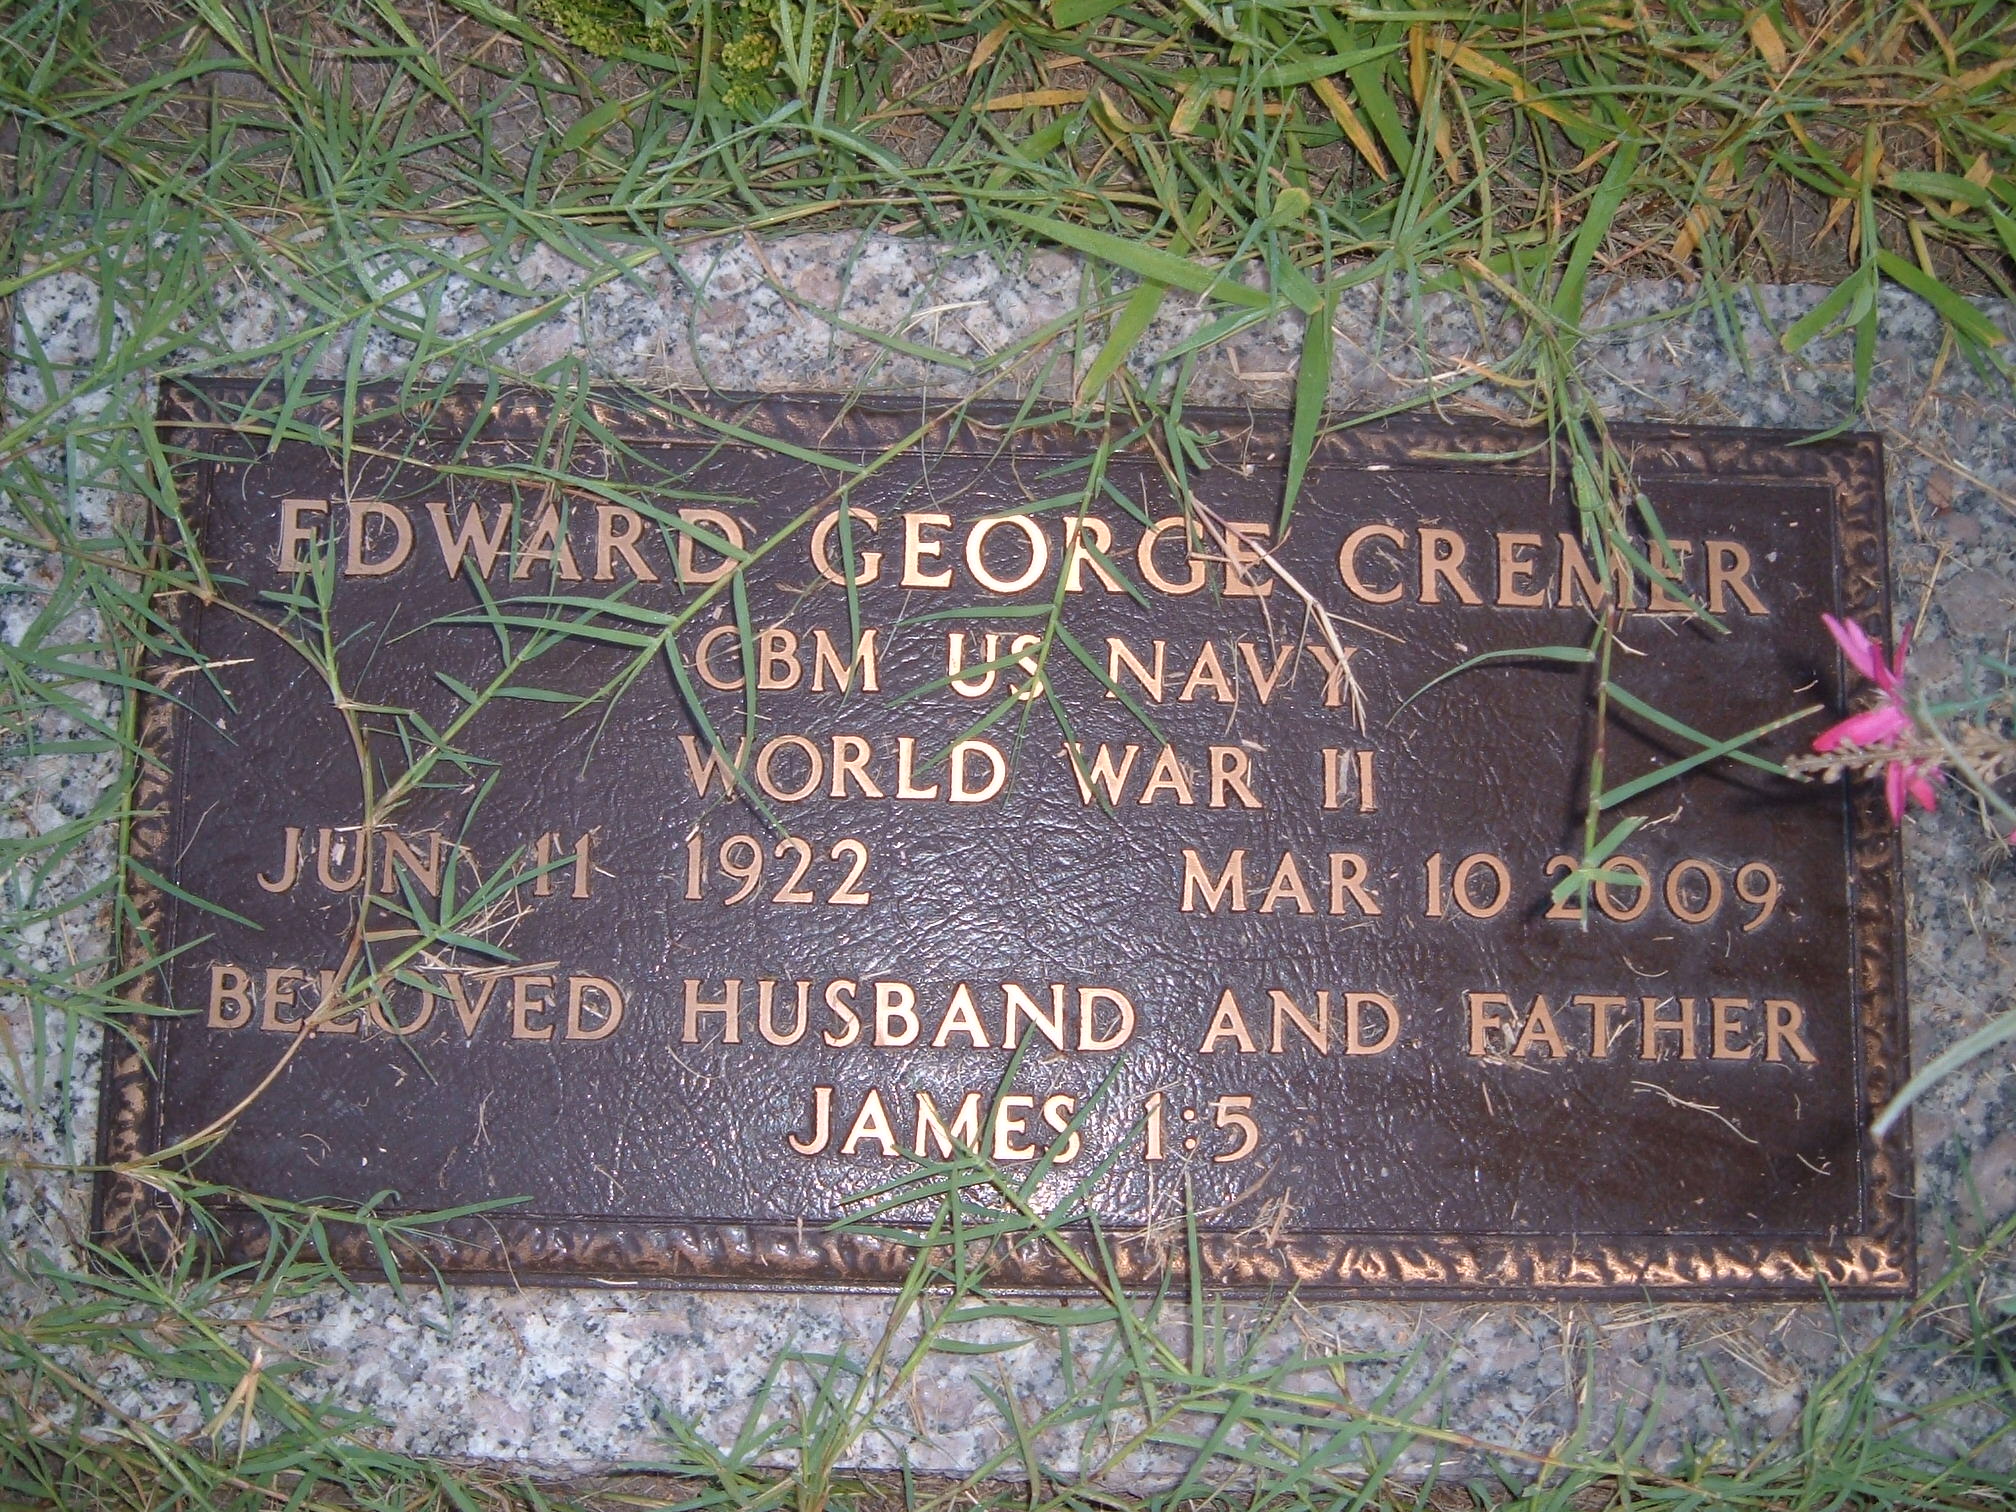 EDWARD GEORGE CREMER
CBM US NAVY
WORLD WAR II
JUN 11 1922 MAR 10 2009
BELOVED HUSBAND AND FATHER
JAMES 1:5